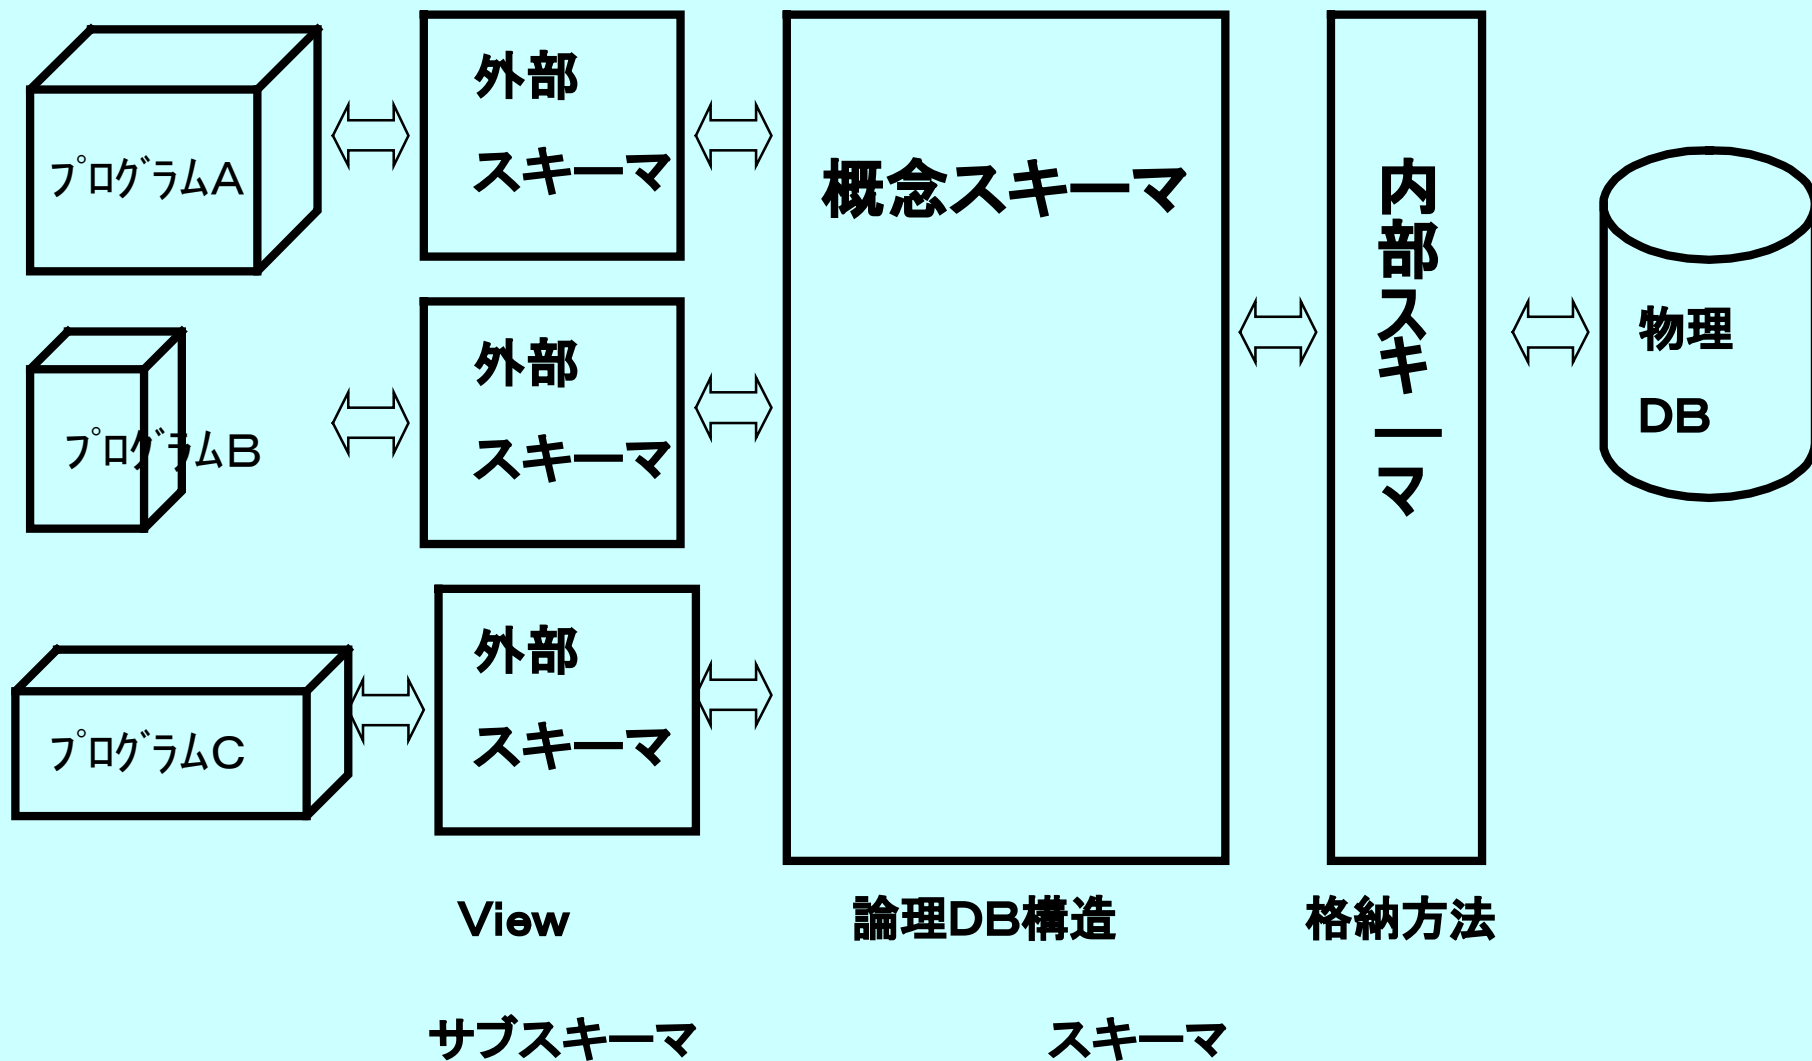 プログラムA
外部
スキーマ
概念スキーマ
内部スキーマ
物理
DB
プログラムB
外部
スキーマ
プログラムC
外部
スキーマ
View
論理DB構造
格納方法
サブスキーマ
スキーマ